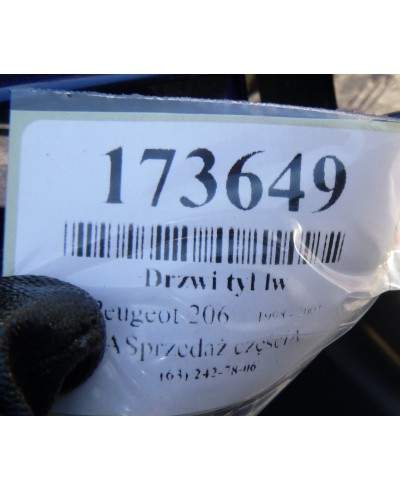 173649
Drzwi tył lw
Peugeot 206
A Sprzedaż części A
(63) 242-78-06